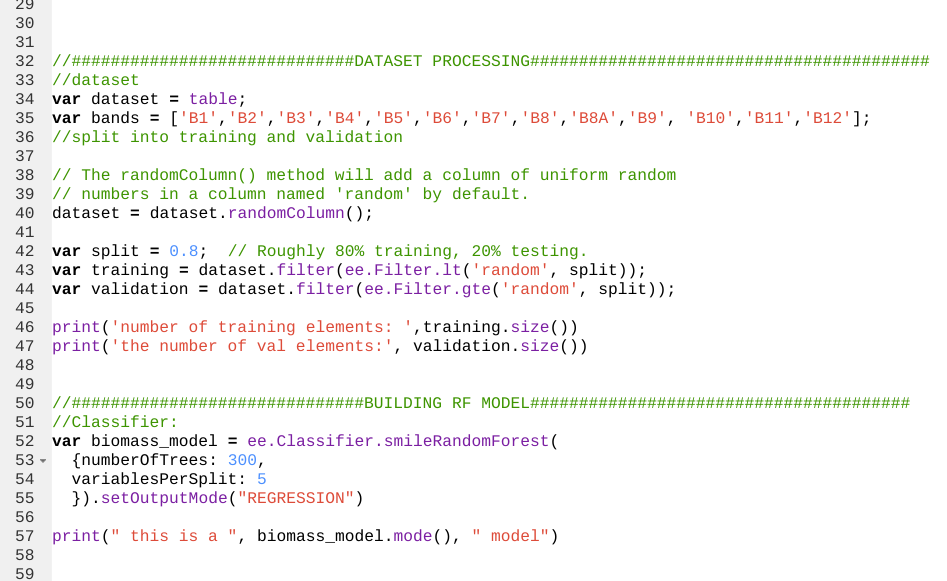 29
30
31
32 //#############################DATASET PROCESSING#########################################
33 //dataset
34 var dataset = table;
35 var bands = ['B1','B2','B3','B4','B5','B6','B7','B8','B8A','B9', 'B10','B11','B12'];
36 //split into training and validation
37
38 // The randomColumn() method will add a column of uniform random
39 // numbers in a column named 'random' by default.
40 dataset = dataset.randomColumn();
41
42 var split = 0.8;  // Roughly 80% training, 20% testing.
43 var training = dataset.filter(ee.Filter.lt('random', split));
44 var validation = dataset.filter(ee.Filter.gte('random', split));
45
46 print('number of training elements: ',training.size())
47 print('the number of val elements:', validation.size())
48
49
50 //##############################BUILDING RF MODEL#######################################
51 //Classifier:
52 var biomass_model = ee.Classifier.smileRandomForest(
53   {numberOfTrees: 300,
54   variablesPerSplit: 5
55   }).setOutputMode("REGRESSION")
56
57 print(" this is a ", biomass_model.mode(), " model")
58
59